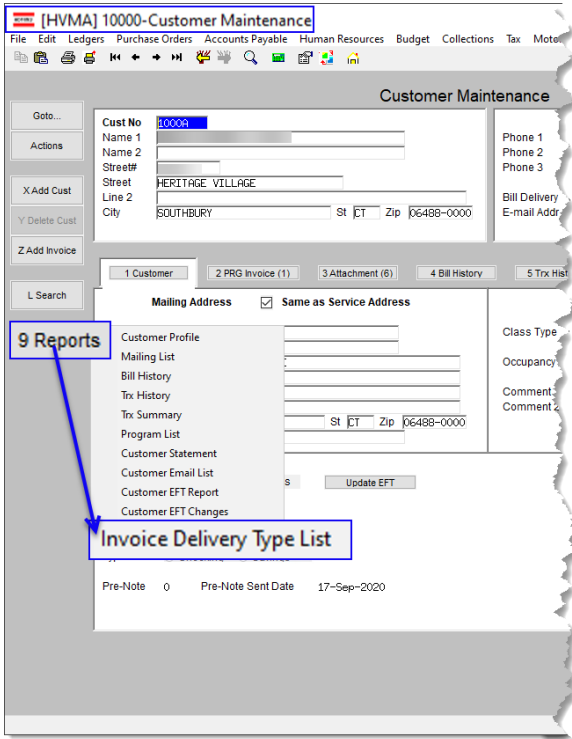 [HVMA] 10000-Customer Maintenance
File Edit Ledgers Purchase Orders Accounts Payable Human Resources Budget Collections Tax
Customer Maintenance
Goto...
Actions
X Add Cust
Y Delete Cust
Z Add Invoice
L Search
9 Reports
Cust No 1000A
Name 1
Name 2
Street#
Street HERITAGE VILLAGE
Line 2
City SOUTHBURY St CT Zip 06488-0000
Phone 1
Phone 2
Phone 3
Bill Delivery
E-mail
1 Customer 2 PRG Invoice (1) 3 Attachment (6) 4 Bill History 5 Trx
Mailing Address Same as Service Address
St CT Zip 06488-0000
Class Type
Occupancy
Comment
Comment 2
Customer Profile
Mailing List
Bill History
Trx History
Trx Summary
Program List
Customer Statement
Customer Email List
Customer EFT Report
Customer EFT Changes
Invoice Delivery Type List
Update EFT
Pre-Note 0 Pre-Note Sent Date 17-Sep-2020